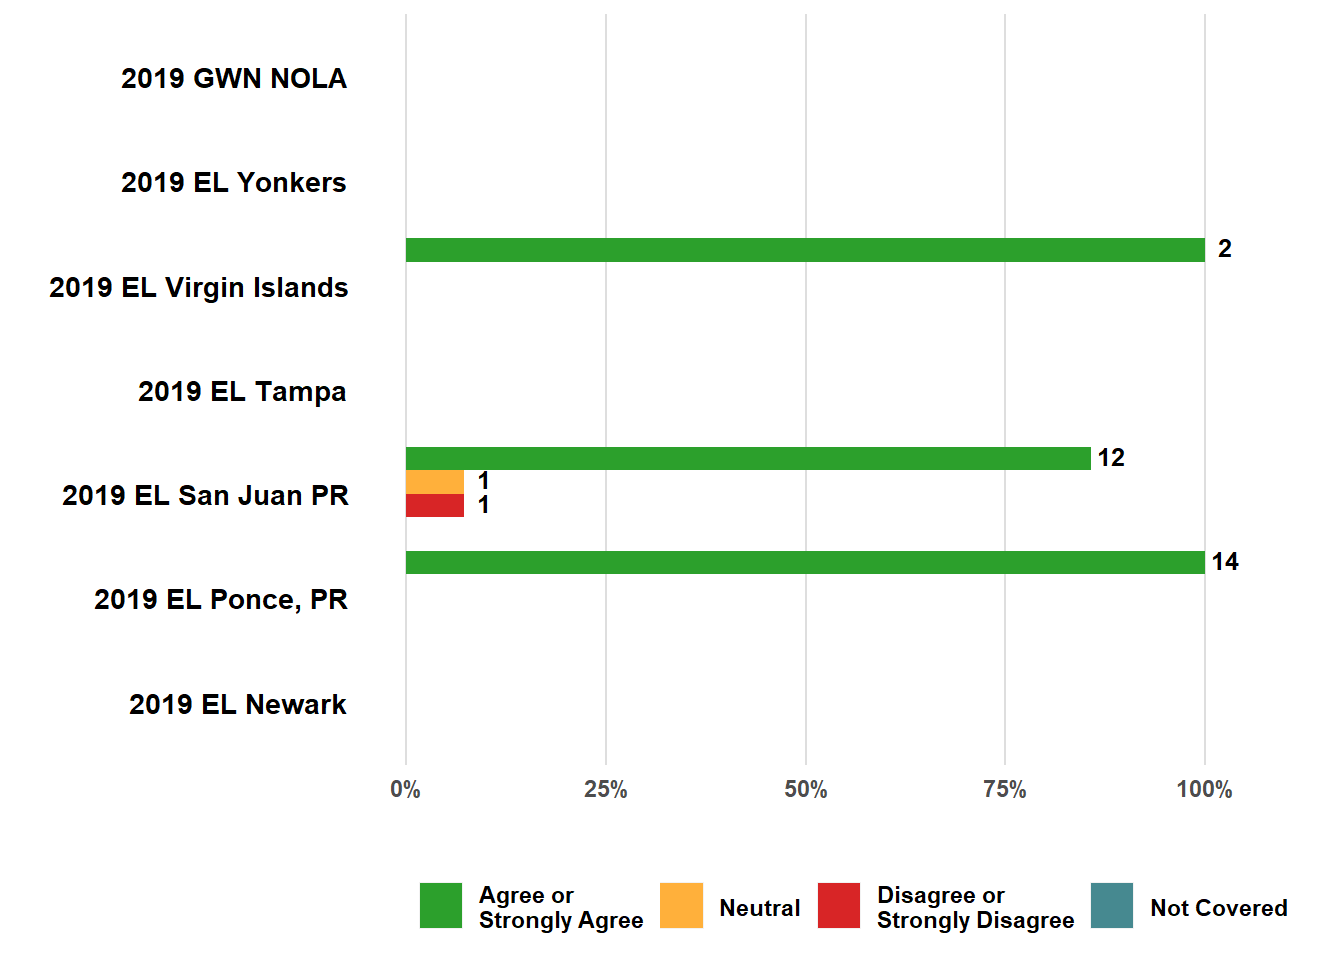 2019 GWN NOLA
2019 EL Yonkers
2
2019 EL Virgin Islands
2019 EL Tampa
12
1
2019 EL San Juan PR
1
14
2019 EL Ponce, PR
2019 EL Newark
0% 25% 50% 75% 100%
Agree or
Strongly Agree
Neutral
Disagree or
Strongly Disagree
Not Covered